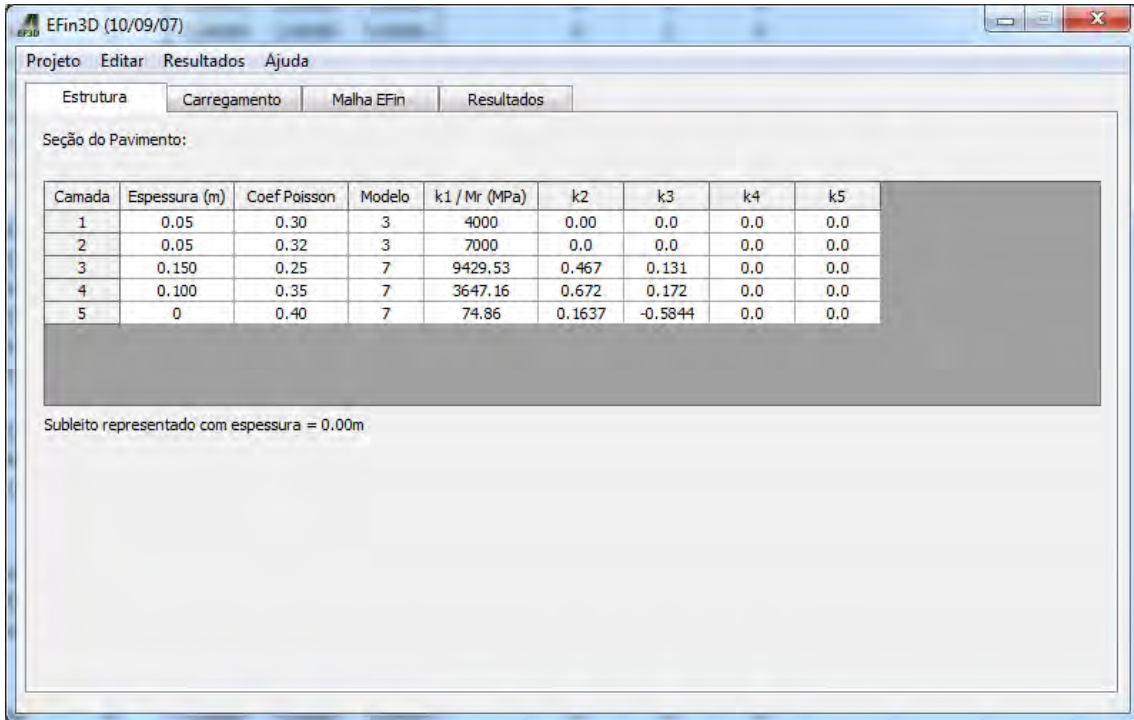 EFin3D (10/09/07)
Projeto Editar Resultados Ajuda
Estrutura Carregamento Malha EFin Resultados
Seção do Pavimento:
Camada Espessura (m) Coef Poisson Modelo k1 / Mr (MPa) k2 k3 k4 k5
1 0.05 0.30 3 4000 0.00 0.0 0.0 0.0
2 0.05 0.32 3 7000 0.0 0.0 0.0 0.0
3 0.150 0.25 7 9429.53 0.467 0.131 0.0 0.0
4 0.100 0.35 7 3647.16 0.672 0.172 0.0 0.0
5 0 0.40 7 74.86 0.1637 -0.5844 0.0 0.0
Subleito representado com espessura = 0.00m